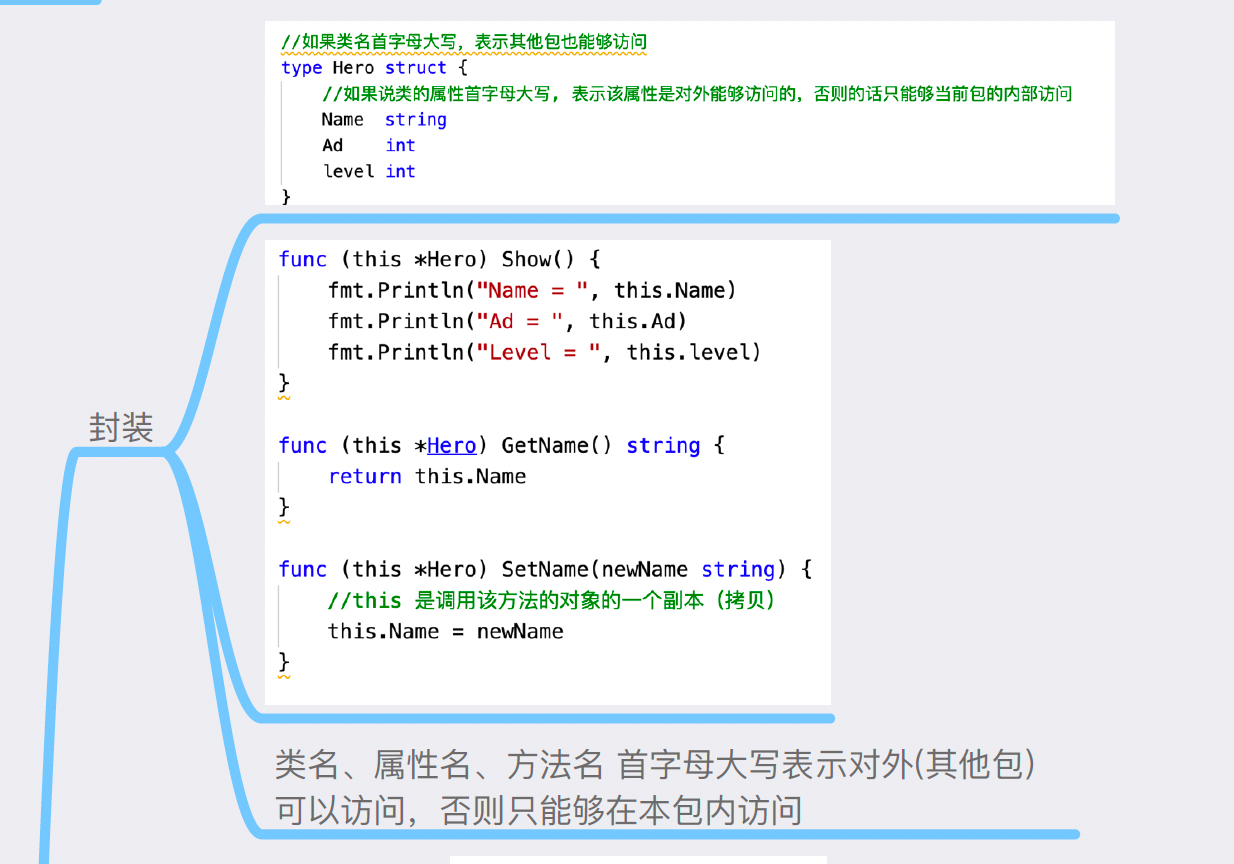 //如果类名首字母大写，表示其他包也能够访问
type Hero struct {
//如果说类的属性首字母大写, 表示该属性是对外能够访问的，否则的话只能够当前包的内部访问
Name string
Ad int
level int
}
func (this *Hero) Show() {
fmt.Println("Name = ", this.Name)
fmt.Println("Ad = ", this.Ad)
fmt.Println("Level = ", this.level)
}
func (this *Hero) GetName() string {
return this.Name
}
func (this *Hero) SetName(newName string) {
//this 是调用该方法的对象的一个副本（拷贝）
this.Name = newName
}
封装
类名、属性名、方法名 首字母大写表示对外(其他包)
可以访问，否则只能够在本包内访问